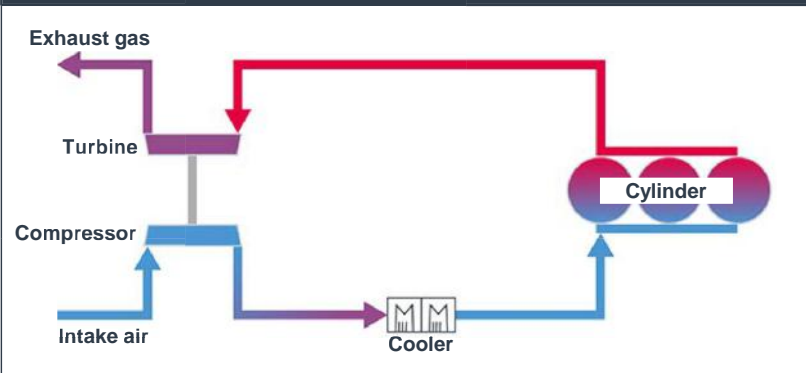 Exhaust gas
Turbine
Cylinder
Compressor
Intake air
Cooler